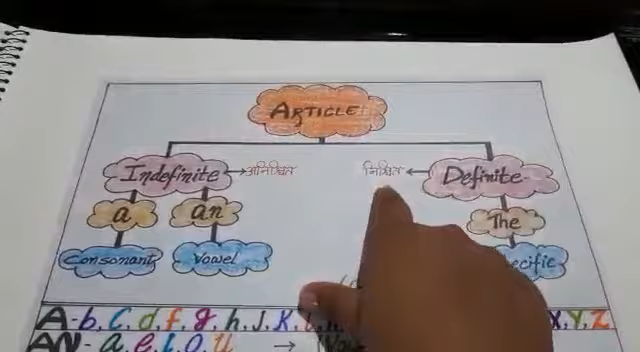 ARTICLE
Indefinite → अनिश्चित निश्चित ← Definite
a an The
Consonant Vowel
A - b, C, d, f, g, h, J, K, X, Y, Z
AN - a, e, i, O, u →